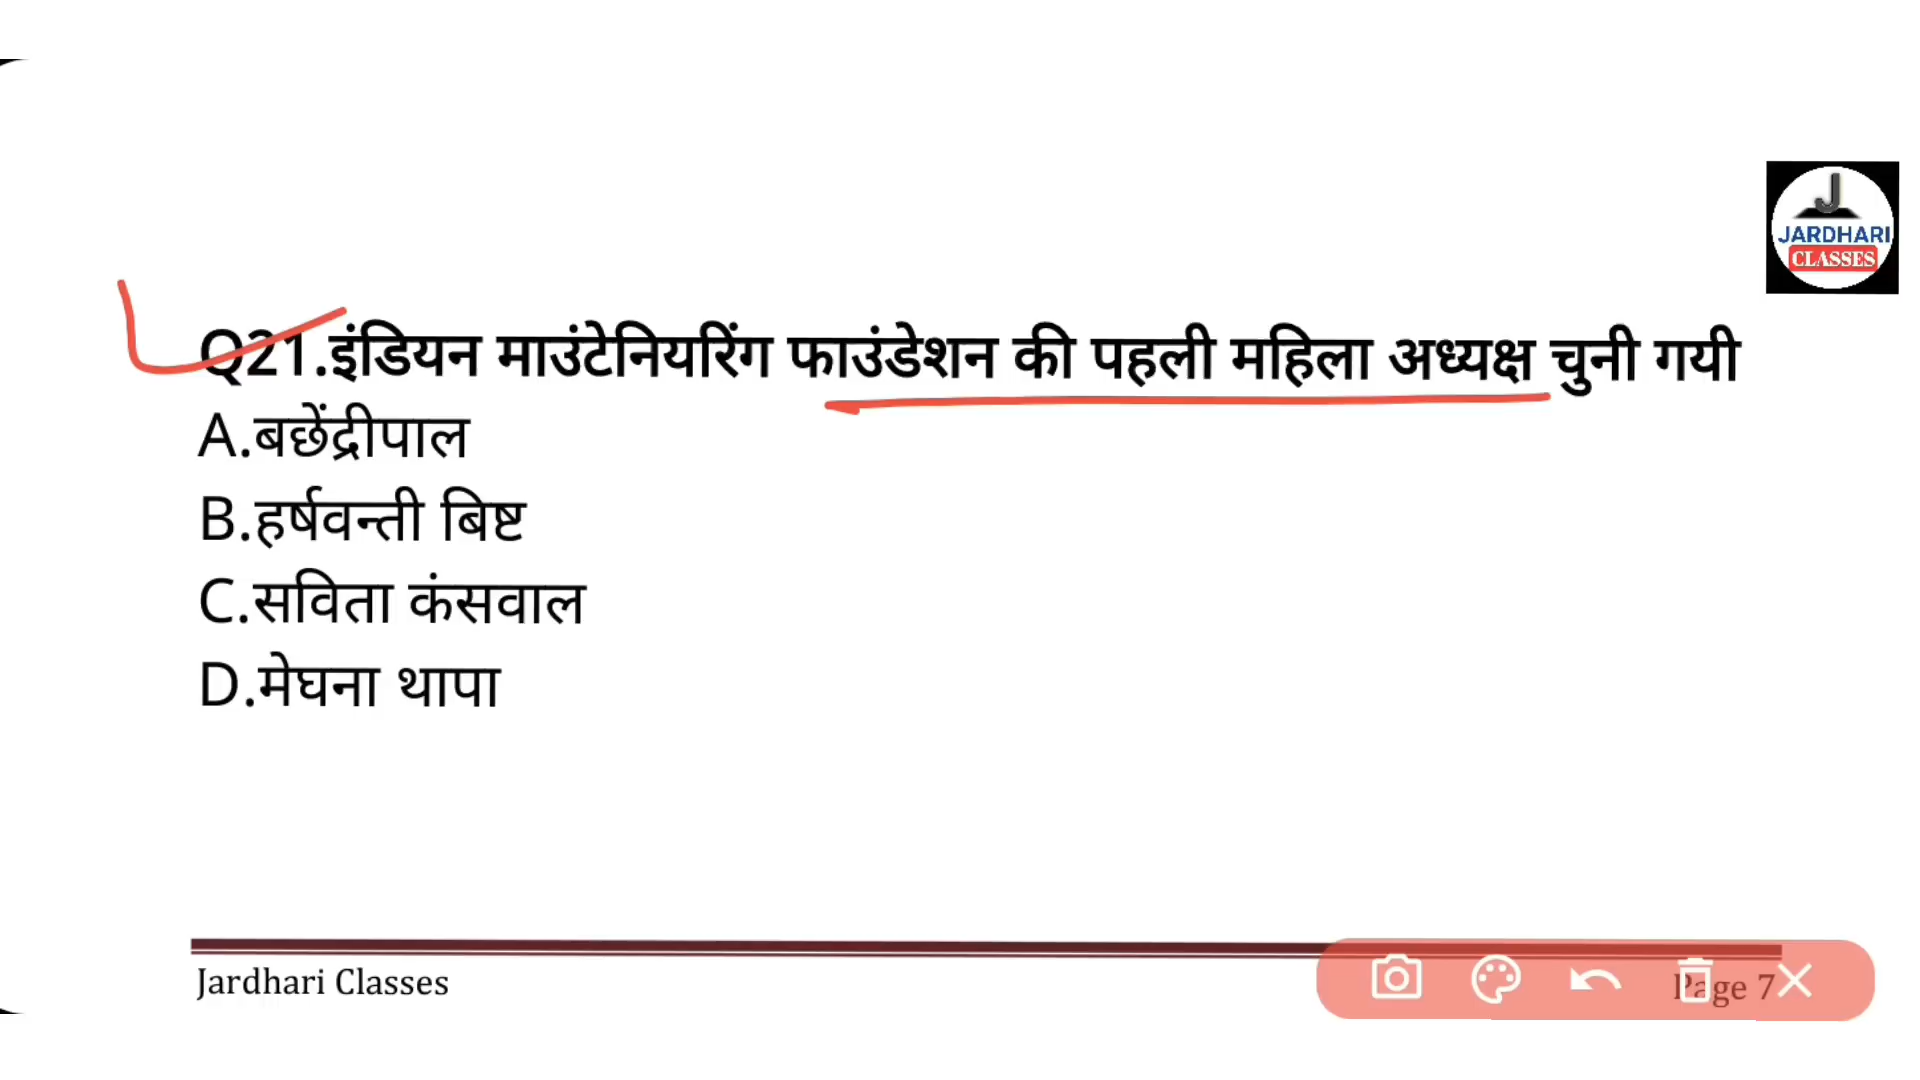 JARDHARI
CLASSES
Q21.इंडियन माउंटेनियरिंग फाउंडेशन की पहली महिला अध्यक्ष चुनी गयी
A.बछेंद्रीपाल
B.हर्षवन्ती बिष्ट
C.सविता कंसवाल
D.मेघना थापा
Jardhari Classes
Page 7